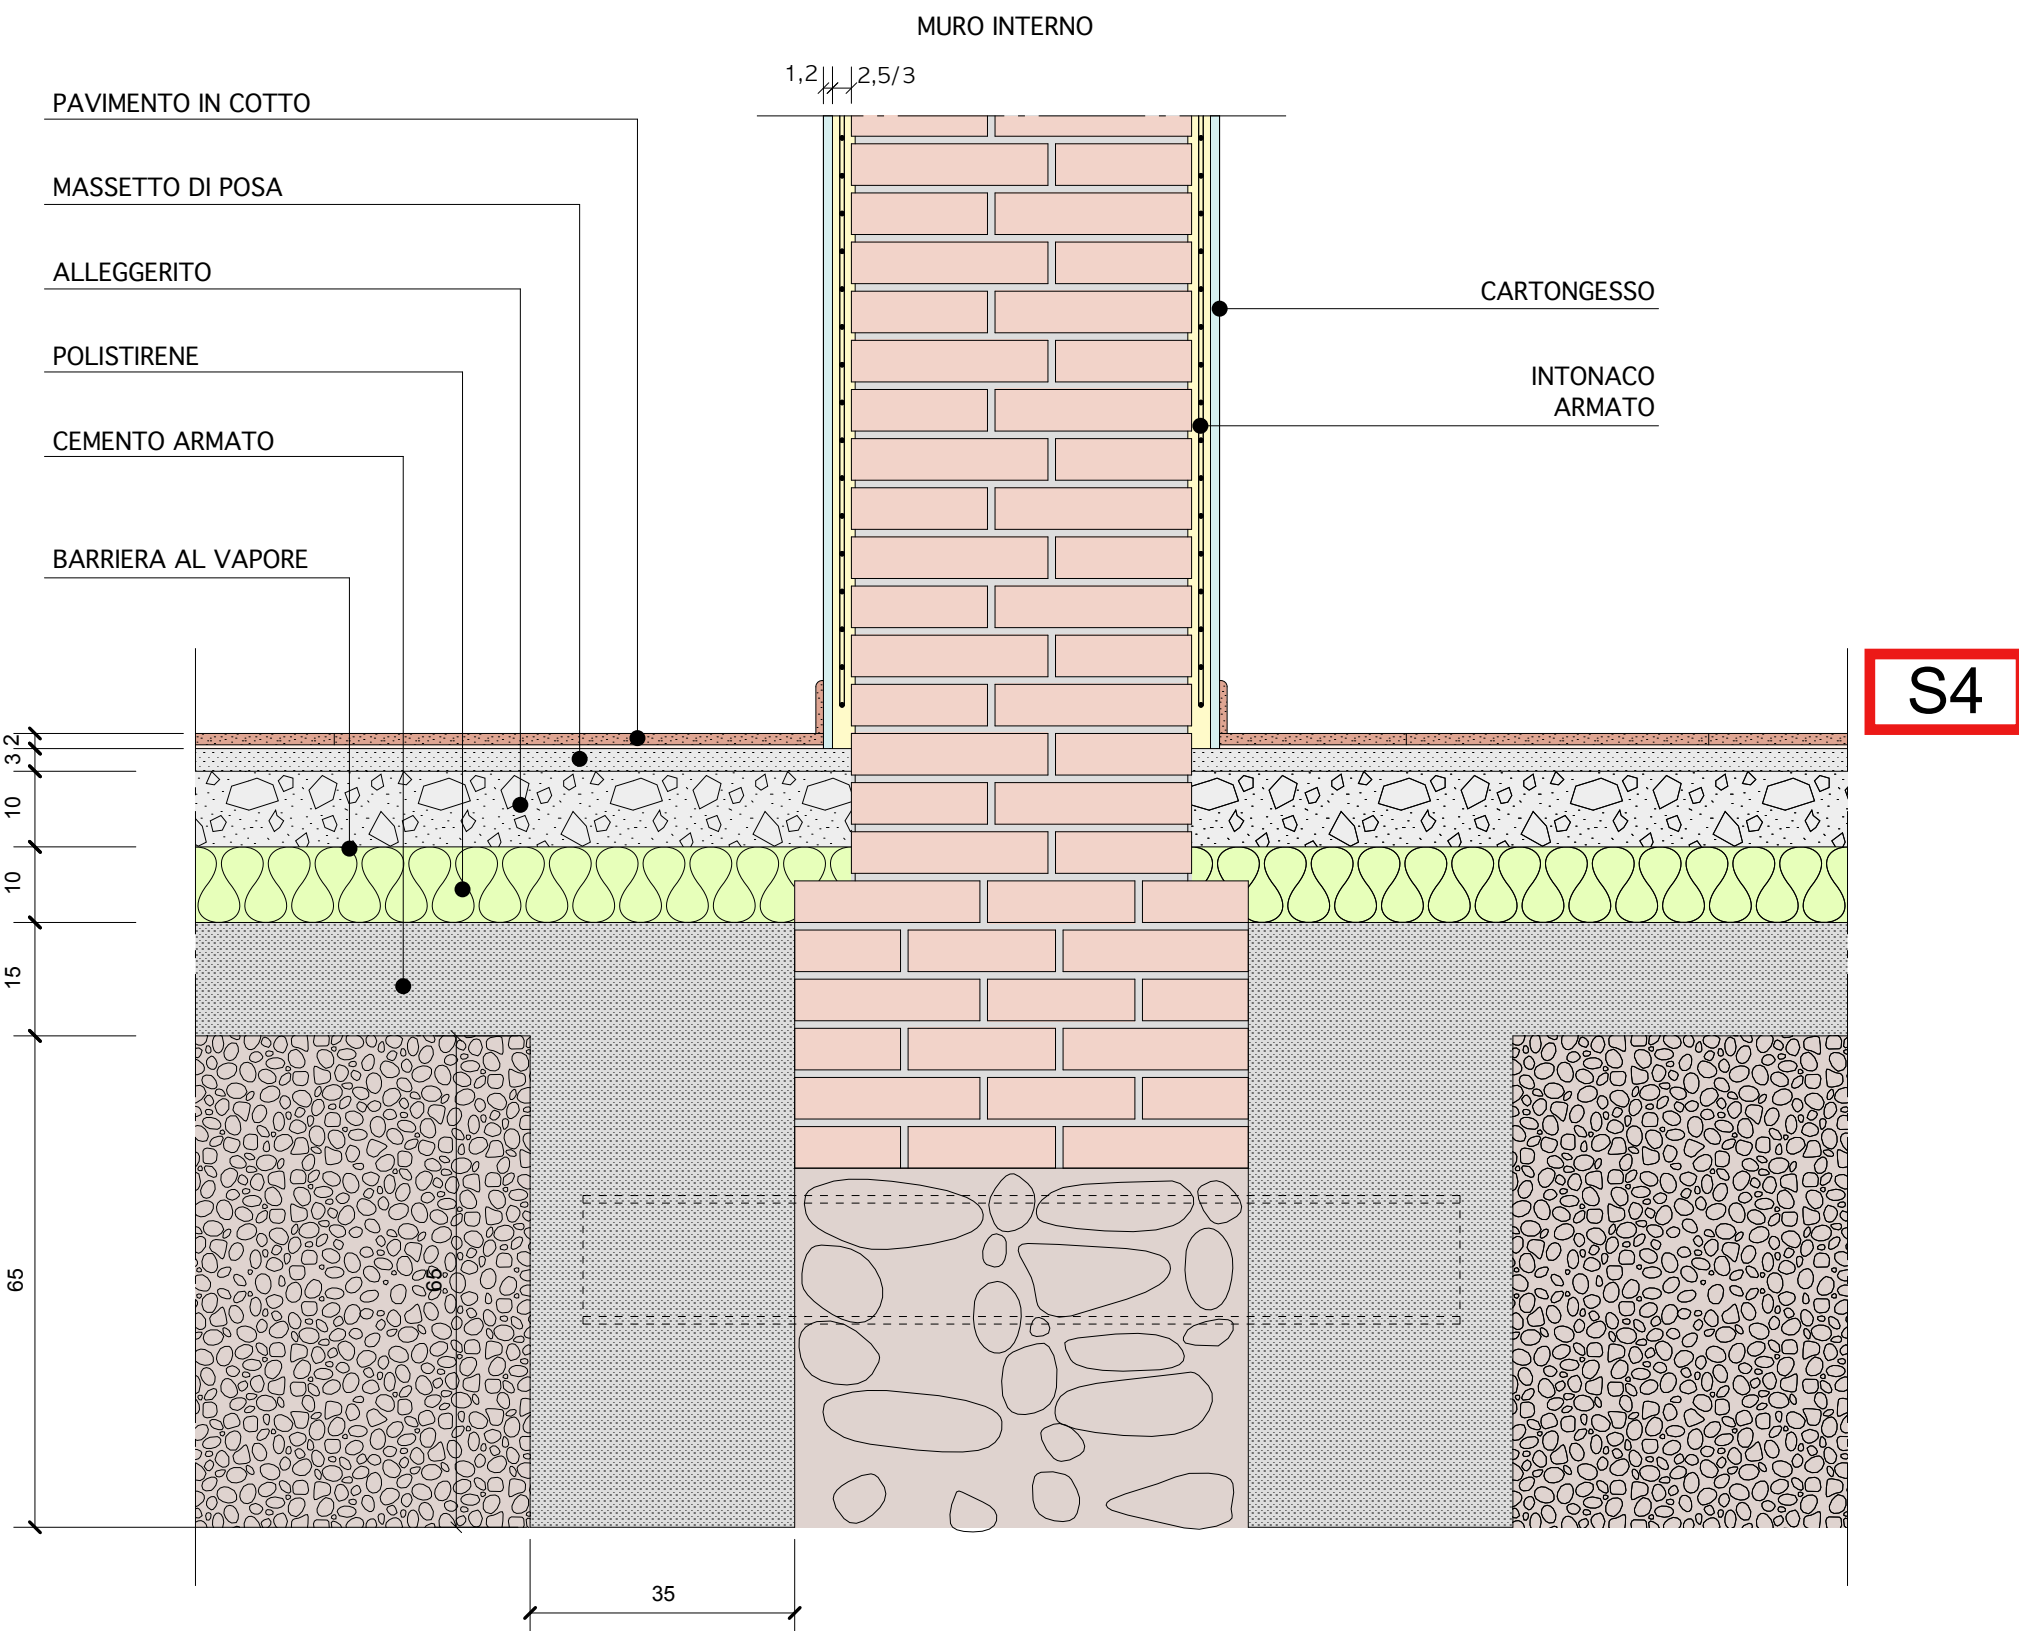 MURO INTERNO
1,2 2,5/3
PAVIMENTO IN COTTO
MASSETTO DI POSA
ALLEGGERITO
POLISTIRENE
CEMENTO ARMATO
BARRIERA AL VAPORE
CARTONGESSO
INTONACO
ARMATO
S4
2
3
10
10
15
65
65
35